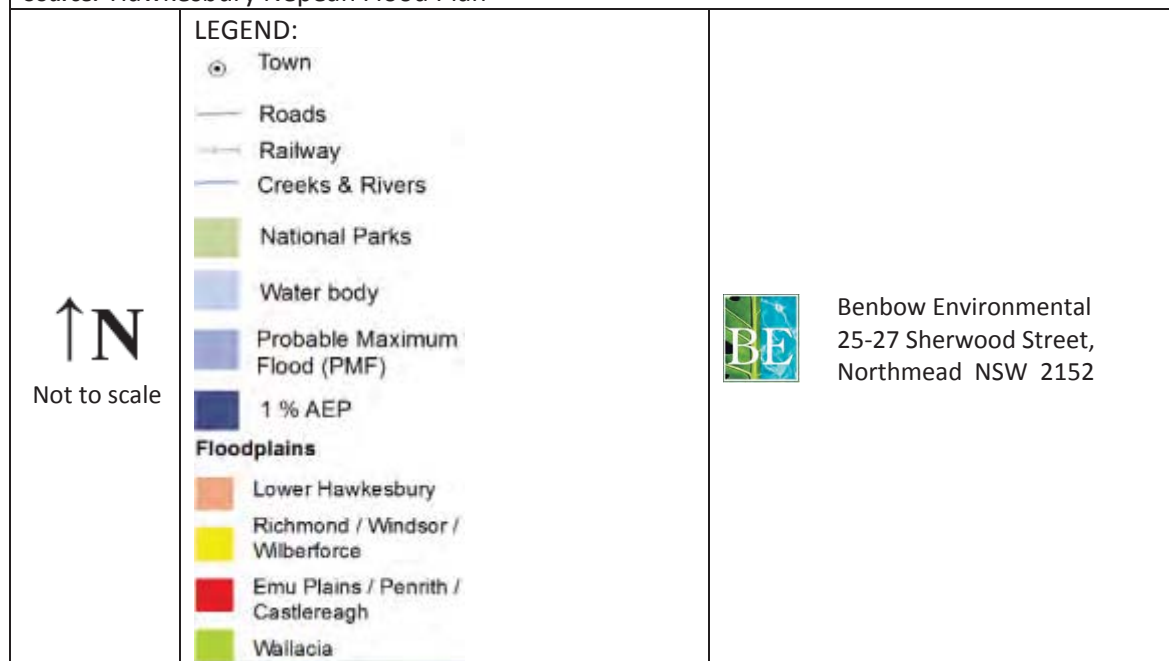 ↑N
Not to scale
LEGEND:
Town
Roads
Railway
Creeks & Rivers
National Parks
Water body
Probable Maximum
Flood (PMF)
1 % AEP
Floodplains
Lower Hawkesbury
Richmond / Windsor /
Wilberforce
Emu Plains / Penrith /
Castlereagh
Wallacia
BE
Benbow Environmental
25-27 Sherwood Street,
Northmead NSW 2152